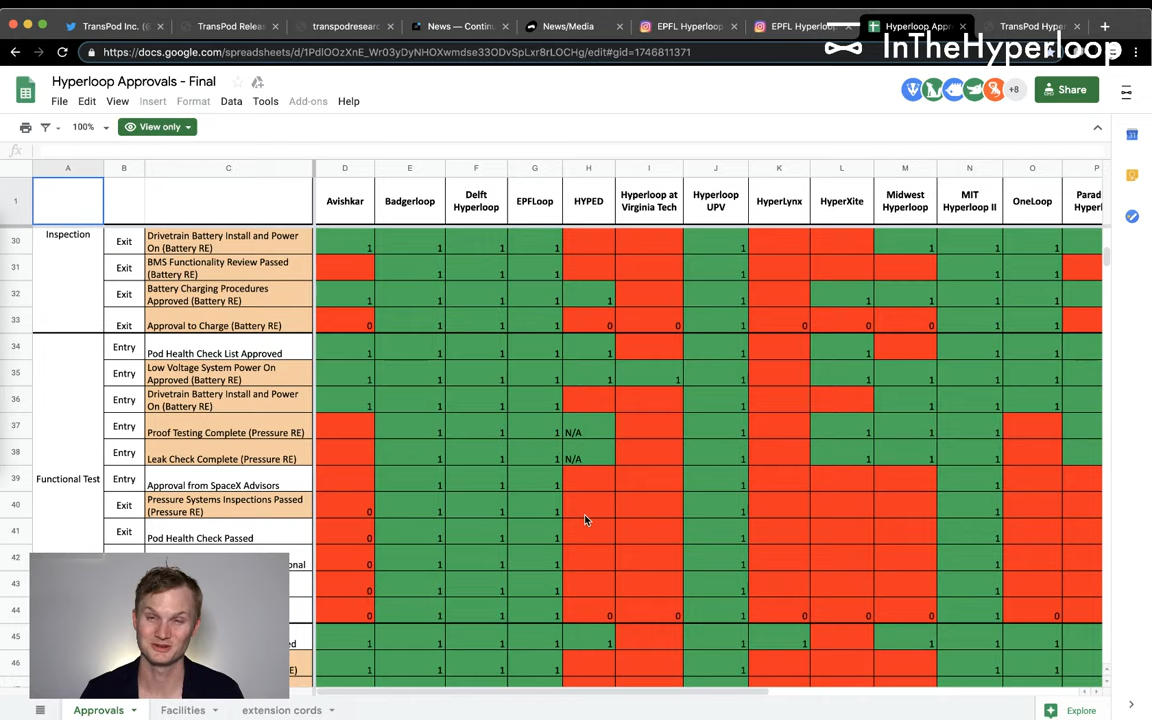 TransPod Inc. (
TransPod Relea
transpodresear
News — Contin
News/Media
EPFL Hyperloop
EPFL Hyperloo
Hyperloop Appr
TransPod Hyper
https://docs.google.com/spreadsheets/d/1PdlOOzXnE_Wr03yDyNHOXwmdse33ODvSpLxr8rLOCHg/edit#gid=1746811371
InTheHyperloop
Hyperloop Approvals - Final
File Edit View Insert Format Data Tools Add-ons Help
+8
Share
100%
View only
fx
A B C D E F G H I J K L M N O P
1 Avishkar Badgerloop Delft Hyperloop EPFLoop HYPED Hyperloop at Virginia Tech Hyperloop UPV HyperLynx HyperXite Midwest Hyperloop MIT Hyperloop II OneLoop Parad Hyperl
Inspection
30 Exit Drivetrain Battery Install and Power On (Battery RE) 1 1 1 1 1 1 1 1
31 Exit BMS Functionality Review Passed (Battery RE) 1 1 1 1 1 1
32 Exit Battery Charging Procedures Approved (Battery RE) 1 1 1 1 1 1 1 1 1 1
33 Exit Approval to Charge (Battery RE) 0 1 1 1 0 0 1 0 0 0 1 1
34 Entry Pod Health Check List Approved 1 1 1 1 1 1 1 1 1
35 Entry Low Voltage System Power On Approved (Battery RE) 1 1 1 1 1 1 1 1 1 1 1
36 Entry Drivetrain Battery Install and Power On (Battery RE) 1 1 1 1 1 1 1 1
37 Entry Proof Testing Complete (Pressure RE) 1 1 1 N/A 1 1 1 1
38 Entry Leak Check Complete (Pressure RE) 1 1 1 N/A 1 1 1 1
Functional Test
39 Entry Approval from SpaceX Advisors 1 1 1 1 1
40 Exit Pressure Systems Inspections Passed (Pressure RE) 0 1 1 1 1 1
41 Exit Pod Health Check Passed 0 1 1 1 1 1
42 onal 0 1 1 1 1 1
43 0 1 1 1 1 1
44 0 1 1 1 0 0 1 0 0 0 1 0
45 ed 1 1 1 1 1 1 1 1 1 1
46 E) 1 1 1 1 1 1 1 1
Approvals Facilities extension cords
Explore